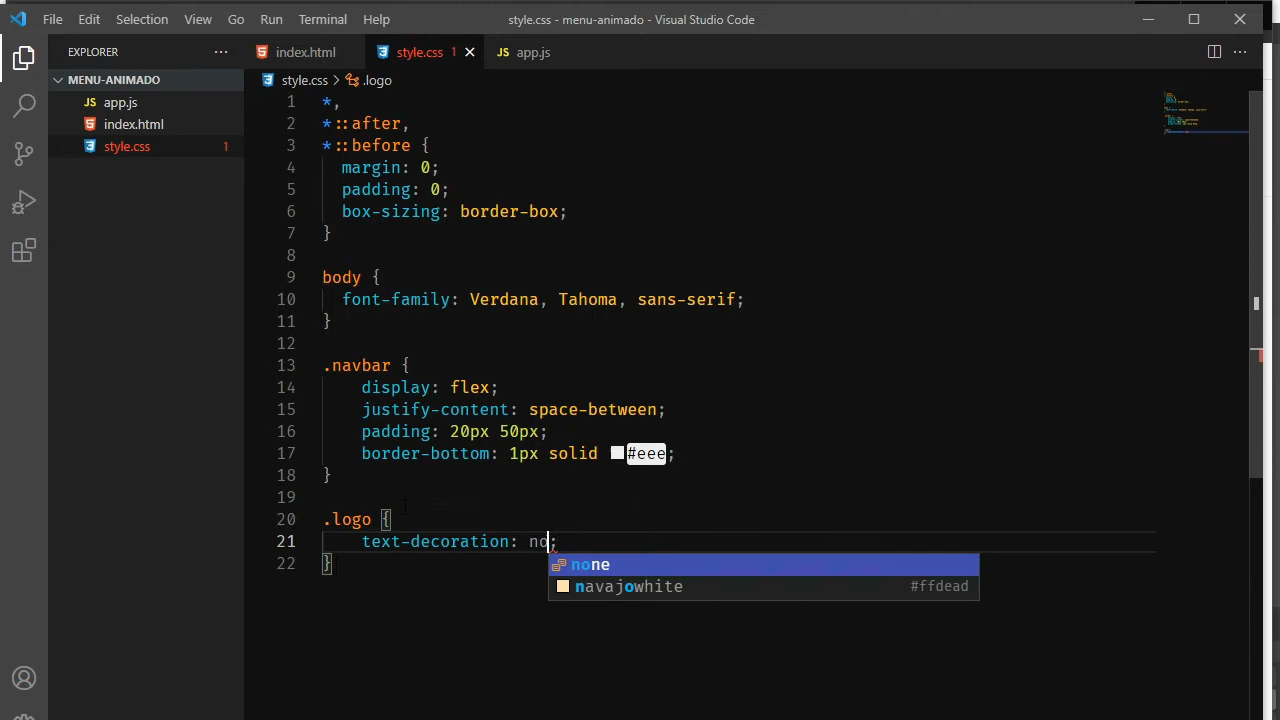 File Edit Selection View Go Run Terminal Help style.css - menu-animado - Visual Studio Code
EXPLORER ... index.html style.css 1 JS app.js ...
MENU-ANIMADO
JS app.js
index.html
style.css 1
style.css > .logo
1 *,
2 *::after,
3 *::before {
4 margin: 0;
5 padding: 0;
6 box-sizing: border-box;
7 }
8
9 body {
10 font-family: Verdana, Tahoma, sans-serif;
11 }
12
13 .navbar {
14 display: flex;
15 justify-content: space-between;
16 padding: 20px 50px;
17 border-bottom: 1px solid #eee;
18 }
19
20 .logo {
21 text-decoration: no;
22 }
none
navajowhite #ffdead